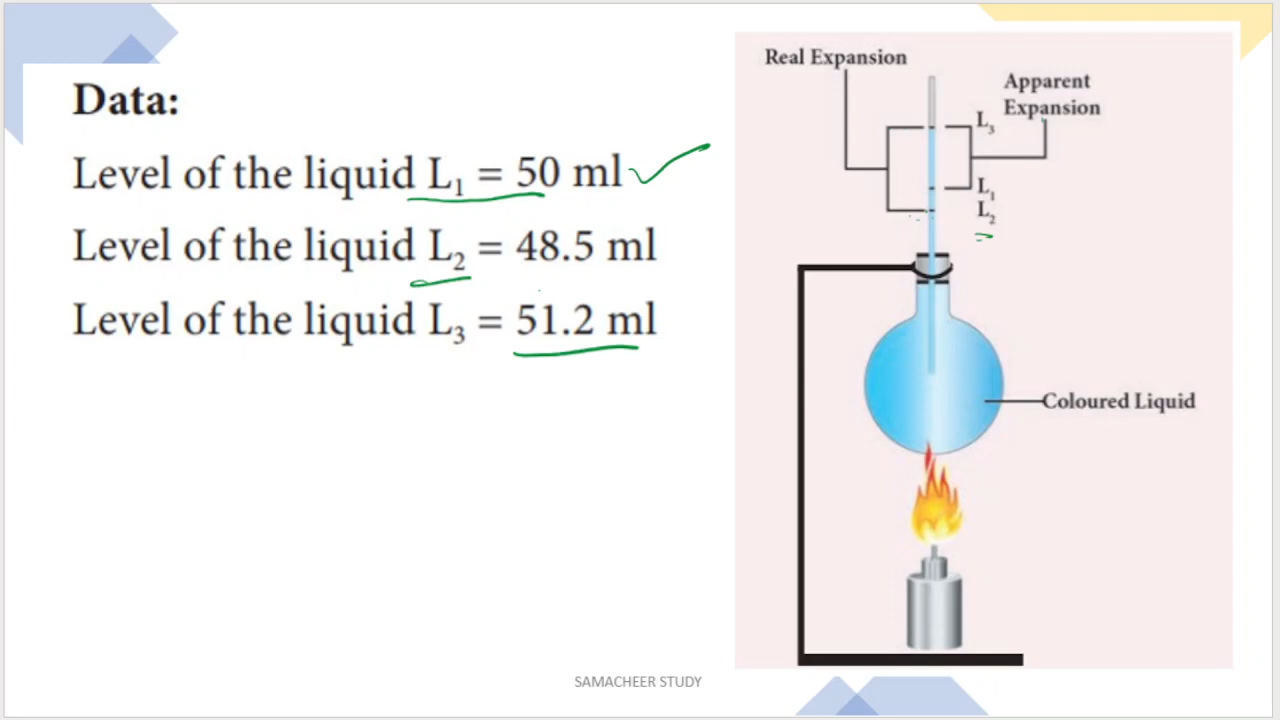 Data:
Level of the liquid L₁ = 50 ml
Level of the liquid L₂ = 48.5 ml
Level of the liquid L₃ = 51.2 ml
Real Expansion
Apparent
Expansion
L₃
L₁
L₂
Coloured Liquid
SAMACHEER STUDY